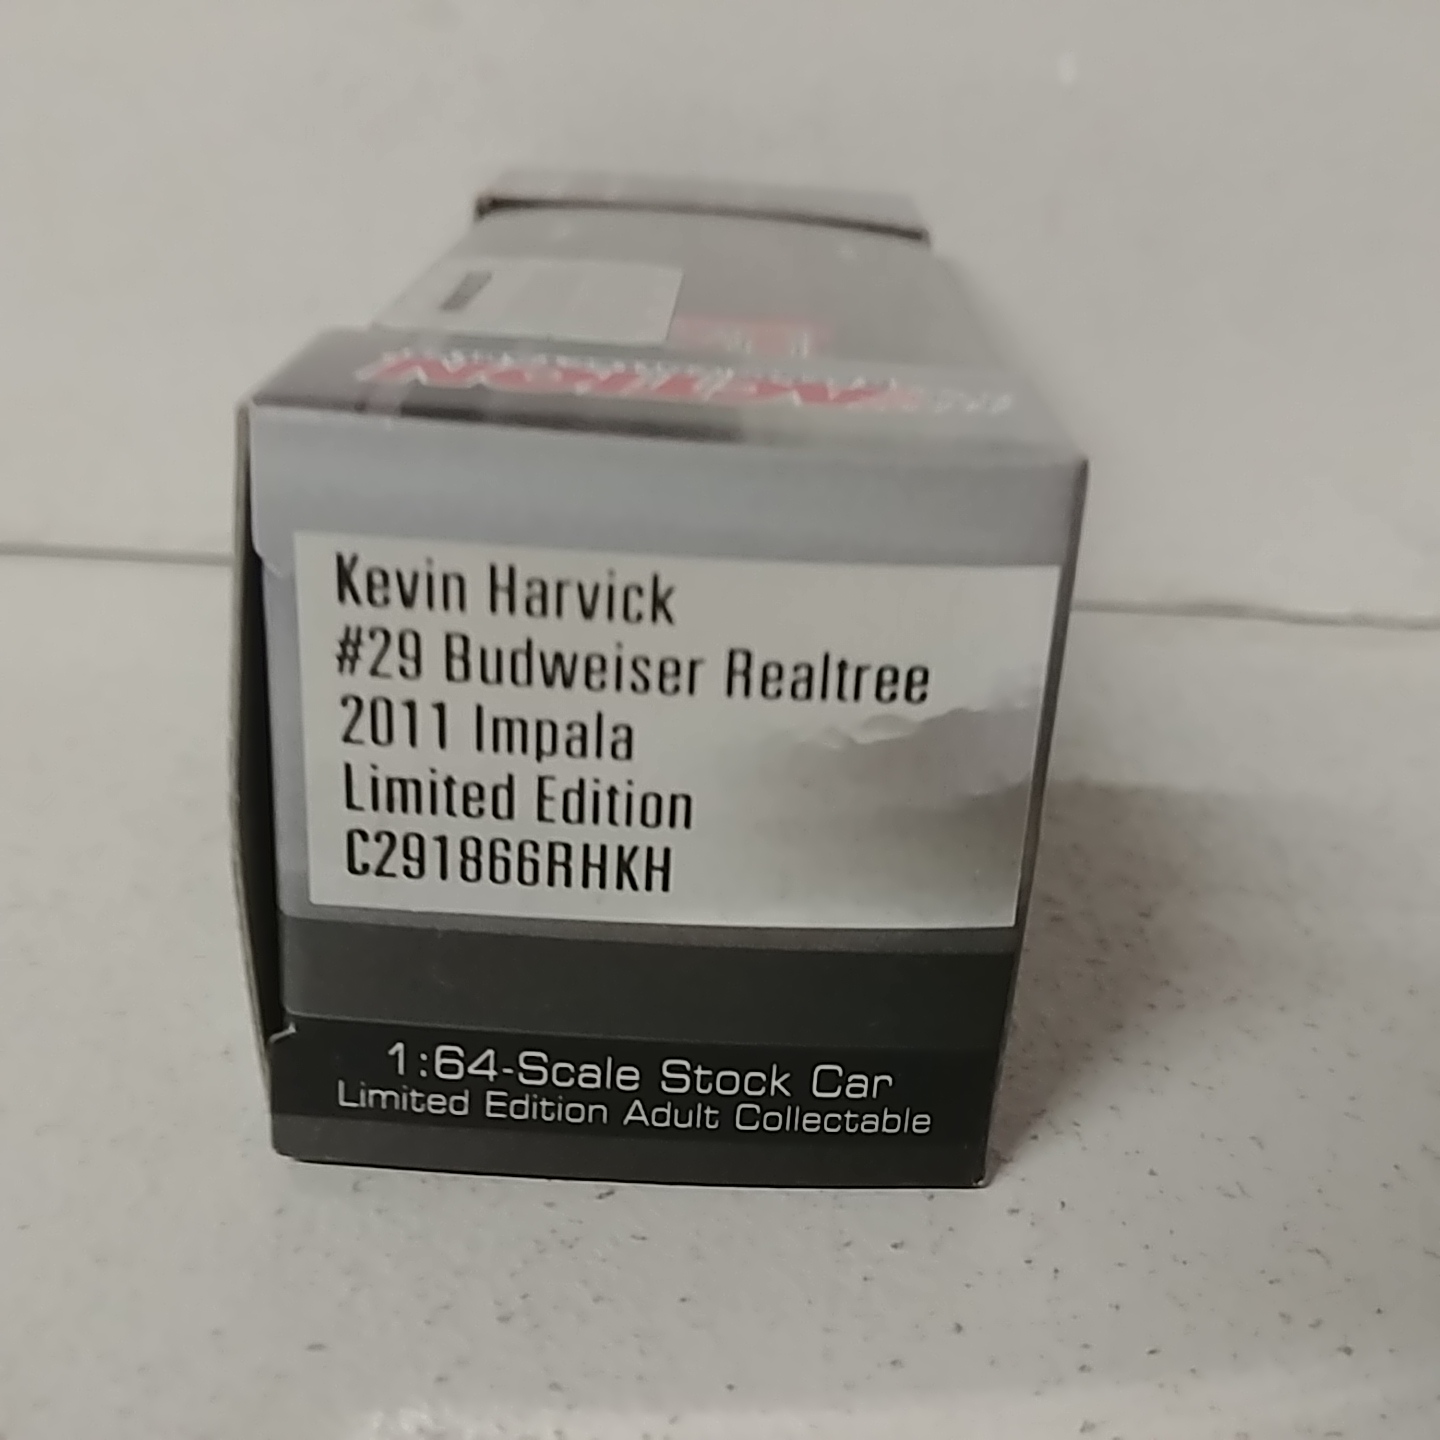 ACTION
Kevin Harvick
#29 Budweiser Realtree
2011 Impala
Limited Edition
C291866RHKH
1:64-Scale Stock Car
Limited Edition Adult Collectable